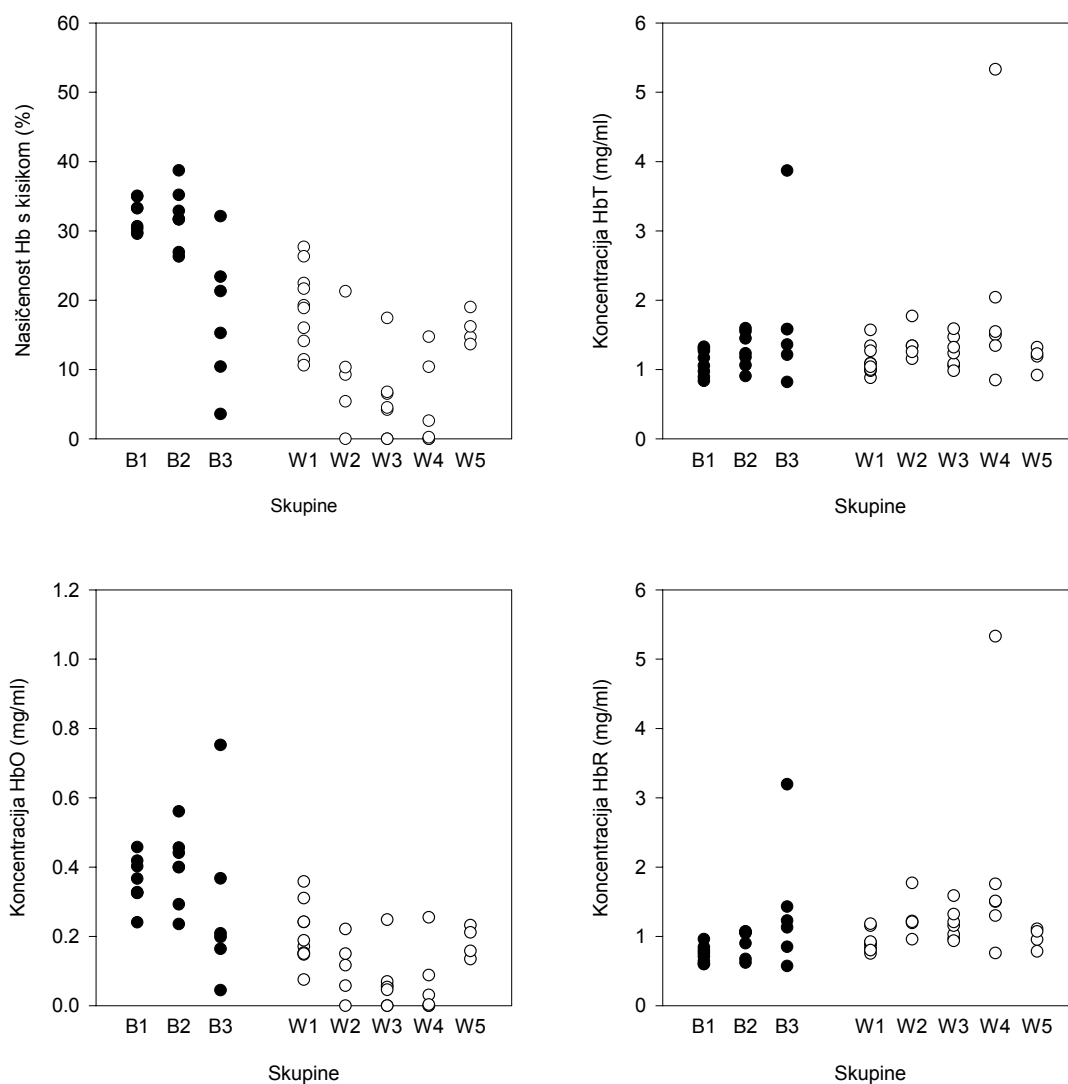 Nasičenost Hb s kisikom (%)
60
50
40
30
20
10
0
B1 B2 B3 W1 W2 W3 W4 W5
Skupine
Koncentracija HbT (mg/ml)
6
5
4
3
2
1
0
B1 B2 B3 W1 W2 W3 W4 W5
Skupine
Koncentracija HbO (mg/ml)
1.2
1.0
0.8
0.6
0.4
0.2
0.0
B1 B2 B3 W1 W2 W3 W4 W5
Skupine
Koncentracija HbR (mg/ml)
6
5
4
3
2
1
0
B1 B2 B3 W1 W2 W3 W4 W5
Skupine